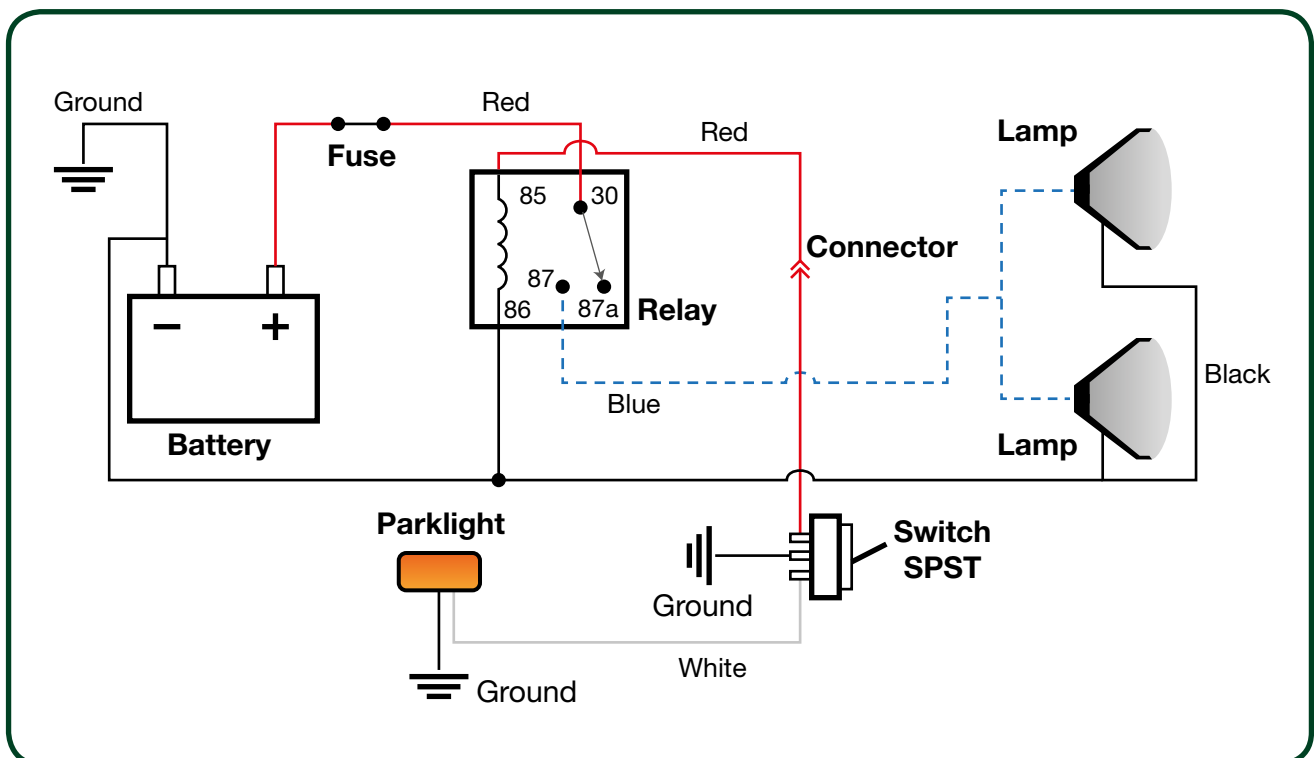 Ground
Red
Fuse
Red
Lamp
85
30
Connector
87
86
87a
Relay
−
+
Battery
Blue
Black
Lamp
Parklight
Switch
SPST
Ground
White
Ground